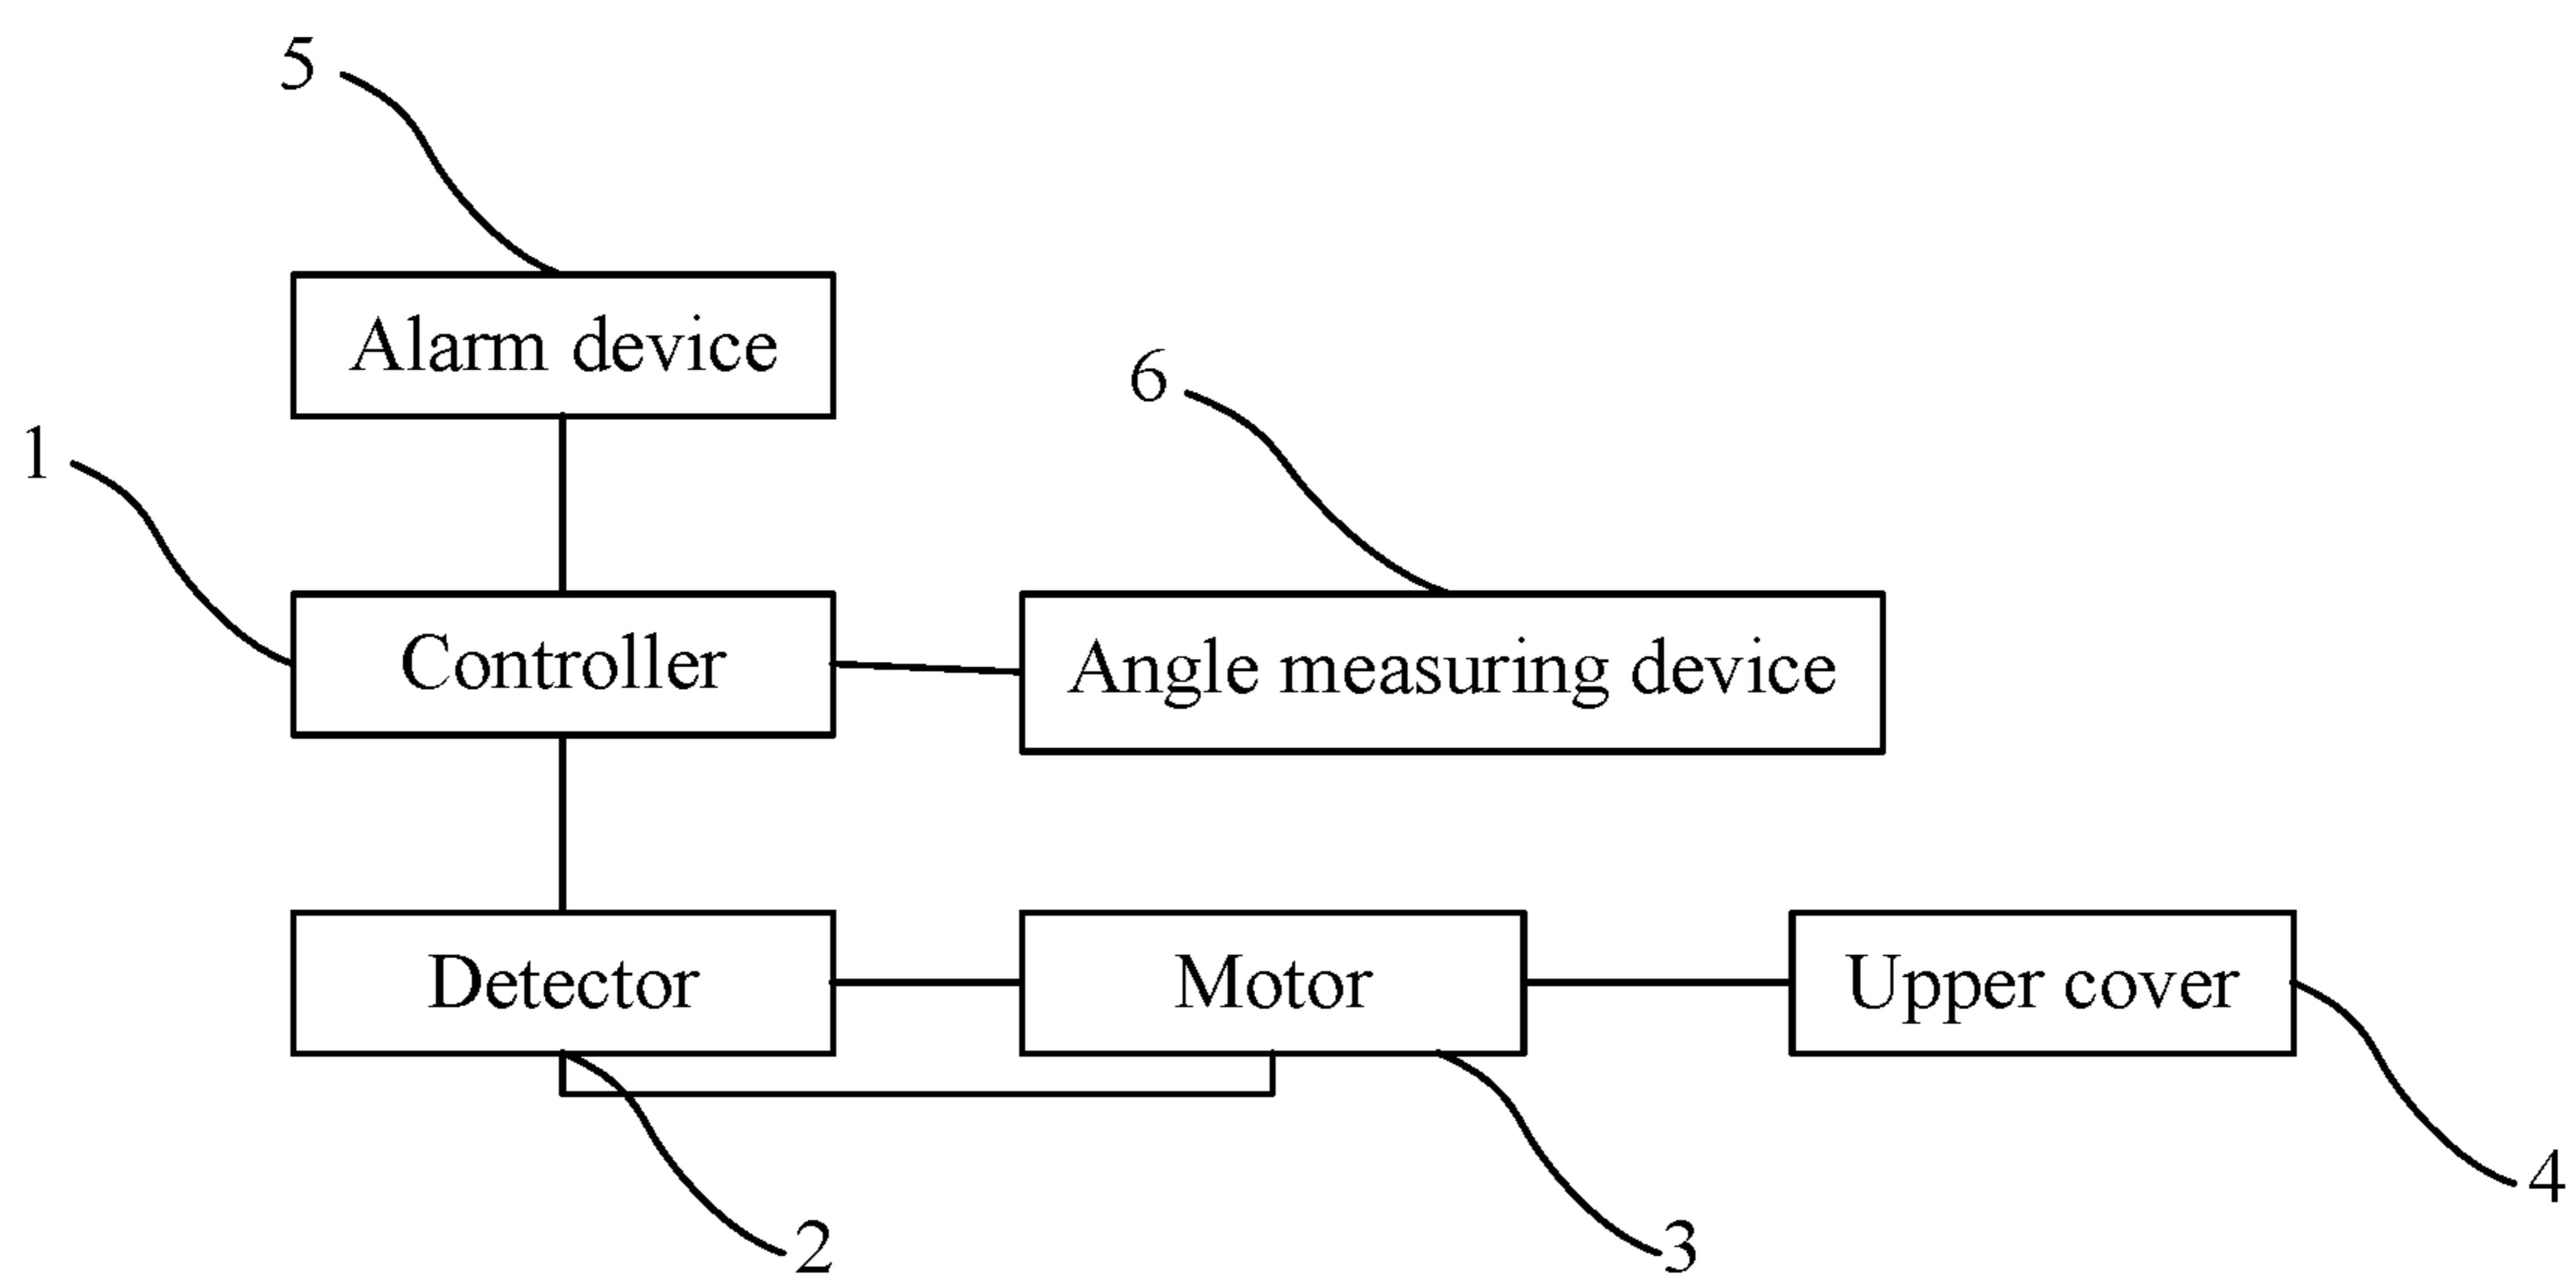 5
Alarm device
6
1
Controller
Angle measuring device
Detector
Motor
Upper cover
4
2
3